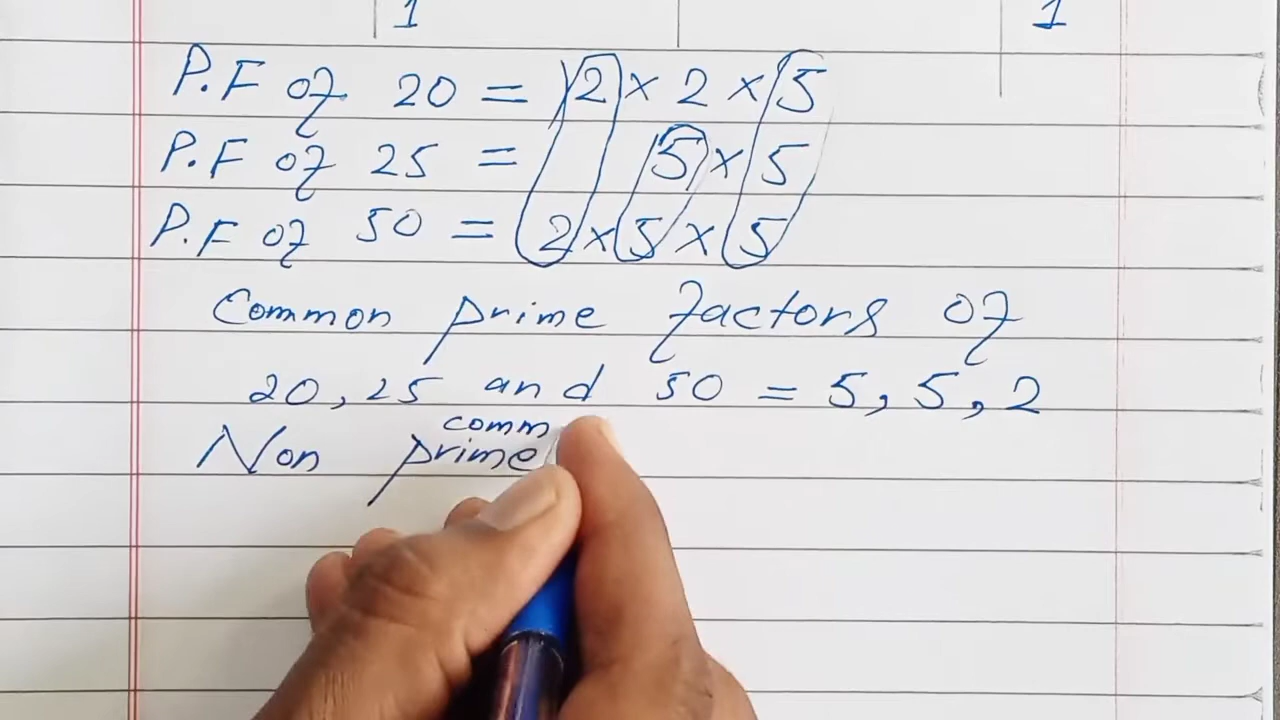 1 1
P.F of 20 = 2 × 2 × 5
P.F of 25 = 5 × 5
P.F of 50 = 2 × 5 × 5
Common prime factors of
20, 25 and 50 = 5, 5, 2
comm
Non prime